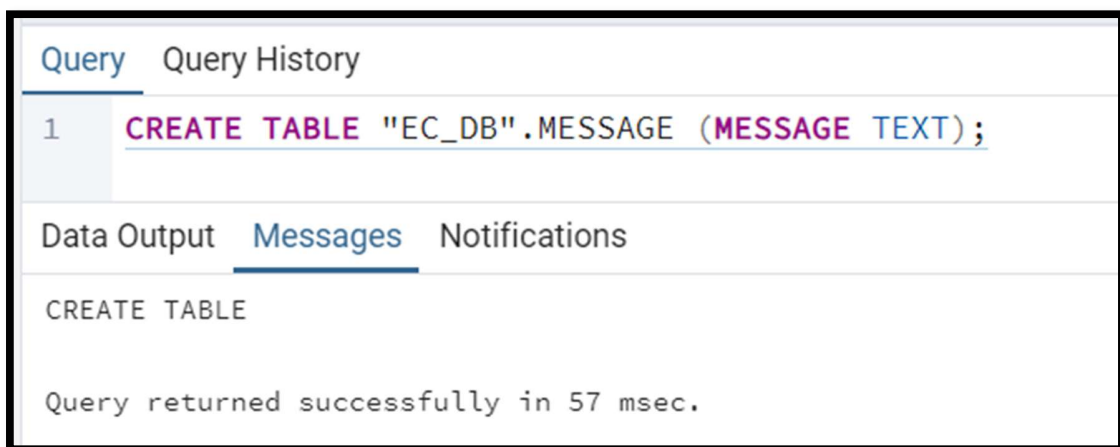 Query Query History
1 CREATE TABLE "EC_DB".MESSAGE (MESSAGE TEXT);
Data Output Messages Notifications
CREATE TABLE
Query returned successfully in 57 msec.